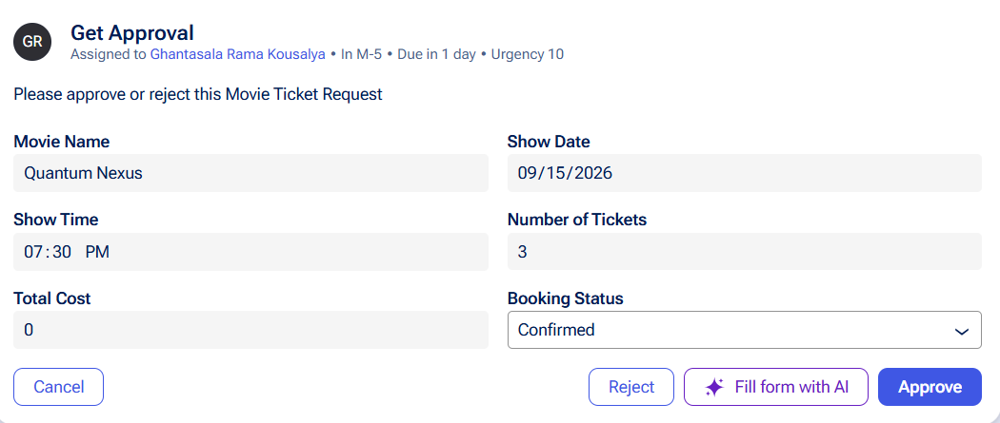 GR
Get Approval
Assigned to Ghantasala Rama Kousalya • In M-5 • Due in 1 day • Urgency 10
Please approve or reject this Movie Ticket Request
Movie Name
Quantum Nexus
Show Date
09/15/2026
Show Time
07:30 PM
Number of Tickets
3
Total Cost
0
Booking Status
Confirmed
Cancel
Reject
Fill form with AI
Approve